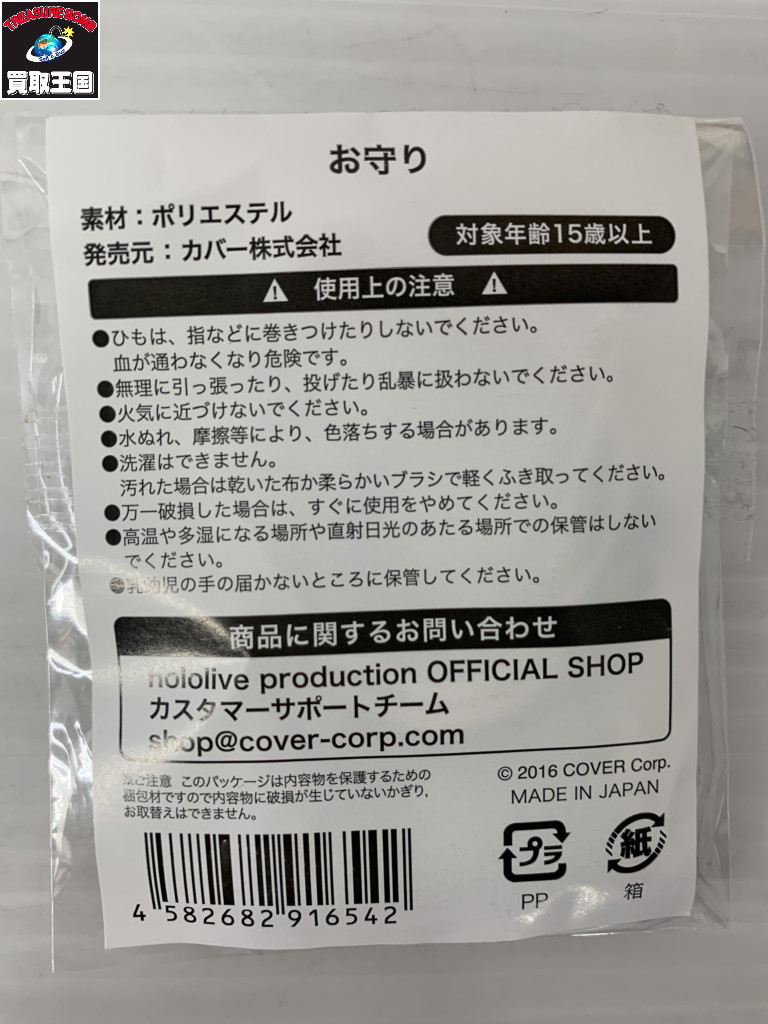 TREASURE BOMB
買取王国
お守り
素材：ポリエステル
発売元：カバー株式会社
対象年齢15歳以上
使用上の注意
●ひもは、指などに巻きつけたりしないでください。
血が通わなくなり危険です。
●無理に引っ張ったり、投げたり乱暴に扱わないでください。
●火気に近づけないでください。
●水ぬれ、摩擦等により、色落ちする場合があります。
●洗濯はできません。
汚れた場合は乾いた布か柔らかいブラシで軽くふき取ってください。
●万一破損した場合は、すぐに使用をやめてください。
●高温や多湿になる場所や直射日光のあたる場所での保管はしない
でください。
●乳幼児の手の届かないところに保管してください。
商品に関するお問い合わせ
hololive production OFFICIAL SHOP
カスタマーサポートチーム
shop@cover-corp.com
※ご注意 このパッケージは内容物を保護するための
梱包材ですので内容物に破損が生じていないかぎり、
お取替えはできません。
© 2016 COVER Corp.
MADE IN JAPAN
プラ
PP
紙
箱
4 582682 916542